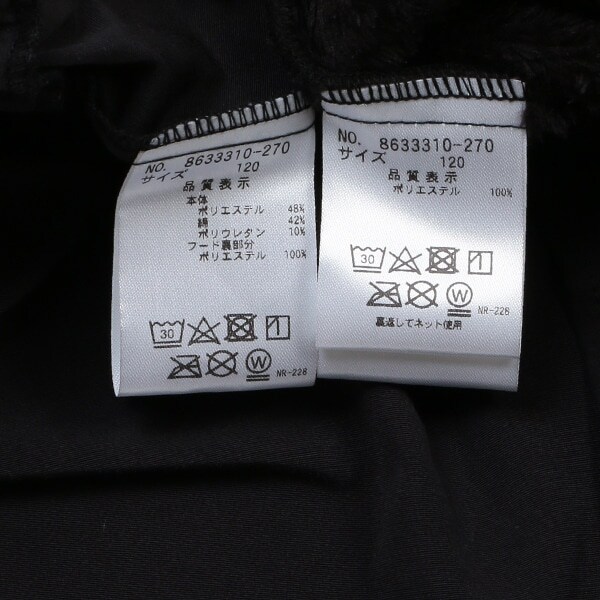 NO. 8633310-270
サイズ 120
品質表示
本体
ポリエステル 48%
綿 42%
ポリウレタン 10%
フード裏部分
ポリエステル 100%
30
W
NR-228
NO. 8633310-270
サイズ 120
品質表示
ポリエステル 100%
30
W
NR-228
裏返してネット使用